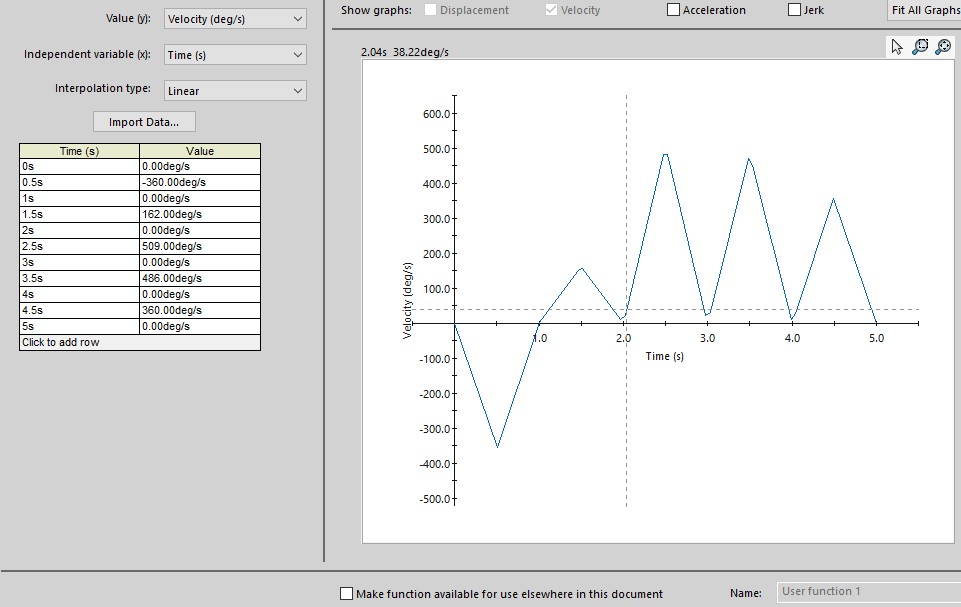 Value (y): Velocity (deg/s)
Independent variable (x): Time (s)
Interpolation type: Linear
Import Data...
Time (s) Value
0s 0.00deg/s
0.5s -360.00deg/s
1s 0.00deg/s
1.5s 162.00deg/s
2s 0.00deg/s
2.5s 509.00deg/s
3s 0.00deg/s
3.5s 486.00deg/s
4s 0.00deg/s
4.5s 360.00deg/s
5s 0.00deg/s
Click to add row
Show graphs: Displacement Velocity Acceleration Jerk Fit All Graphs
2.04s 38.22deg/s
600.0
500.0
400.0
300.0
200.0
100.0
-100.0
-200.0
-300.0
-400.0
-500.0
Velocity (deg/s)
1.0 2.0 3.0 4.0 5.0
Time (s)
Make function available for use elsewhere in this document
Name: User function 1